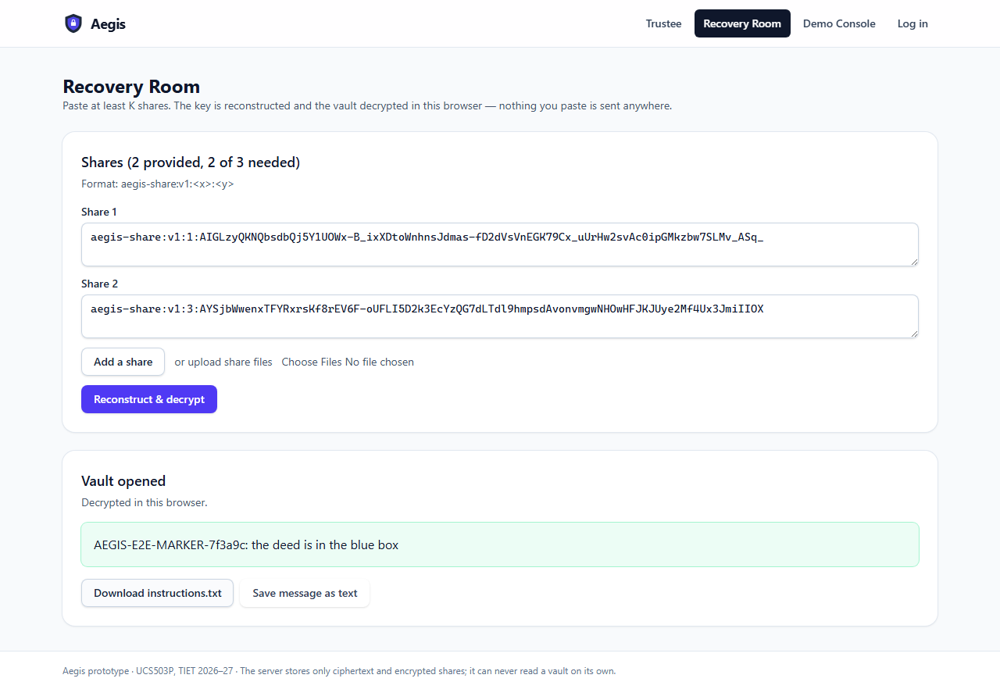 Aegis
Trustee
Recovery Room
Demo Console
Log in
Recovery Room
Paste at least K shares. The key is reconstructed and the vault decrypted in this browser — nothing you paste is sent anywhere.
Shares (2 provided, 2 of 3 needed)
Format: aegis-share:v1:<x>:<y>
Share 1
aegis-share:v1:1:AIGLzyQKNQbsdbQj5Y1UOWx-B_ixXDtoWnhnsJdmas-fD2dVsVnEGK79Cx_uUrHw2svAc0ipGMkzbw7SLMv_ASq_
Share 2
aegis-share:v1:3:AYSjbWwenxTFYRxrsKf8rEV6F-oUFLI5D2k3EcYzQG7dLTdl9hmpsdAvonvmgwNHOwHFJKJUye2Mf4Ux3JmiIIOX
Add a share
or upload share files
Choose Files No file chosen
Reconstruct & decrypt
Vault opened
Decrypted in this browser.
AEGIS-E2E-MARKER-7f3a9c: the deed is in the blue box
Download instructions.txt
Save message as text
Aegis prototype · UCS503P, TIET 2026–27 · The server stores only ciphertext and encrypted shares; it can never read a vault on its own.